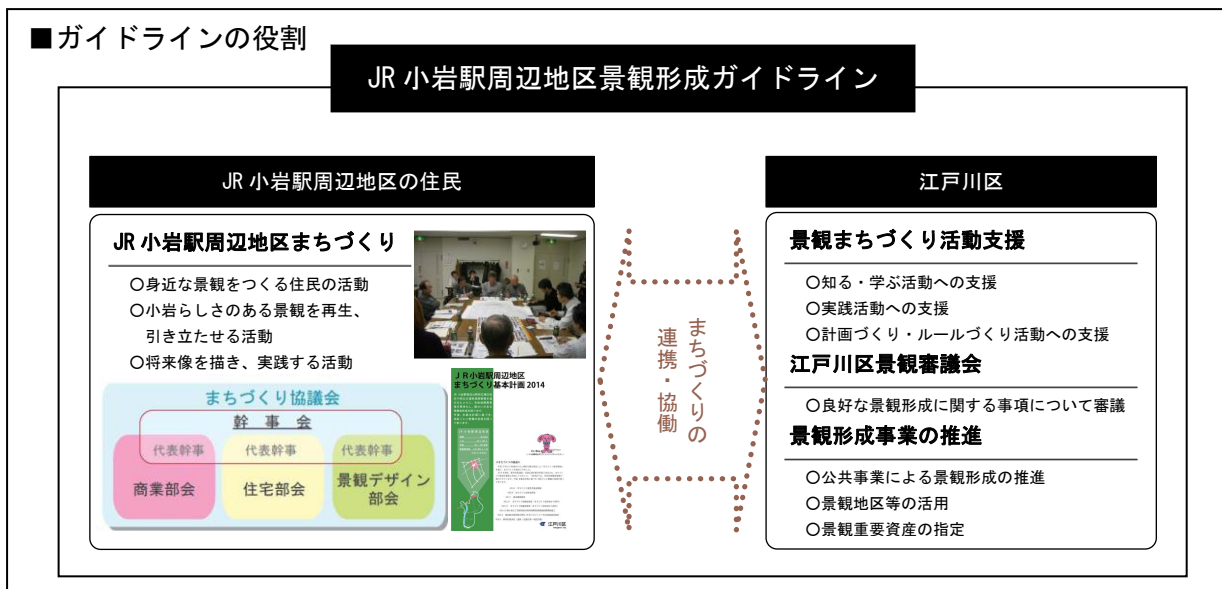 ■ガイドラインの役割
JR小岩駅周辺地区景観形成ガイドライン
JR小岩駅周辺地区の住民
JR小岩駅周辺地区まちづくり
○身近な景観をつくる住民の活動
○小岩らしさのある景観を再生、
引き立たせる活動
○将来像を描き、実践する活動
まちづくり協議会
幹事会
代表幹事
代表幹事
代表幹事
商業部会
住宅部会
景観デザイン
部会
JR小岩駅周辺地区
まちづくり基本計画2014
江戸川区
まちづくりの
連携・協働
江戸川区
景観まちづくり活動支援
○知る・学ぶ活動への支援
○実践活動への支援
○計画づくり・ルールづくり活動への支援
江戸川区景観審議会
○良好な景観形成に関する事項について審議
景観形成事業の推進
○公共事業による景観形成の推進
○景観地区等の活用
○景観重要資産の指定